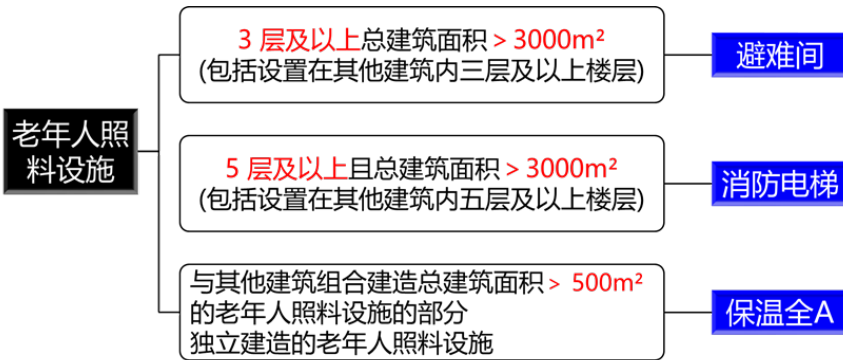 老年人照
料设施
3 层及以上总建筑面积＞3000m²
(包括设置在其他建筑内三层及以上楼层)
避难间
5 层及以上且总建筑面积＞3000m²
(包括设置在其他建筑内五层及以上楼层)
消防电梯
与其他建筑组合建造总建筑面积＞ 500m²
的老年人照料设施的部分
独立建造的老年人照料设施
保温全A